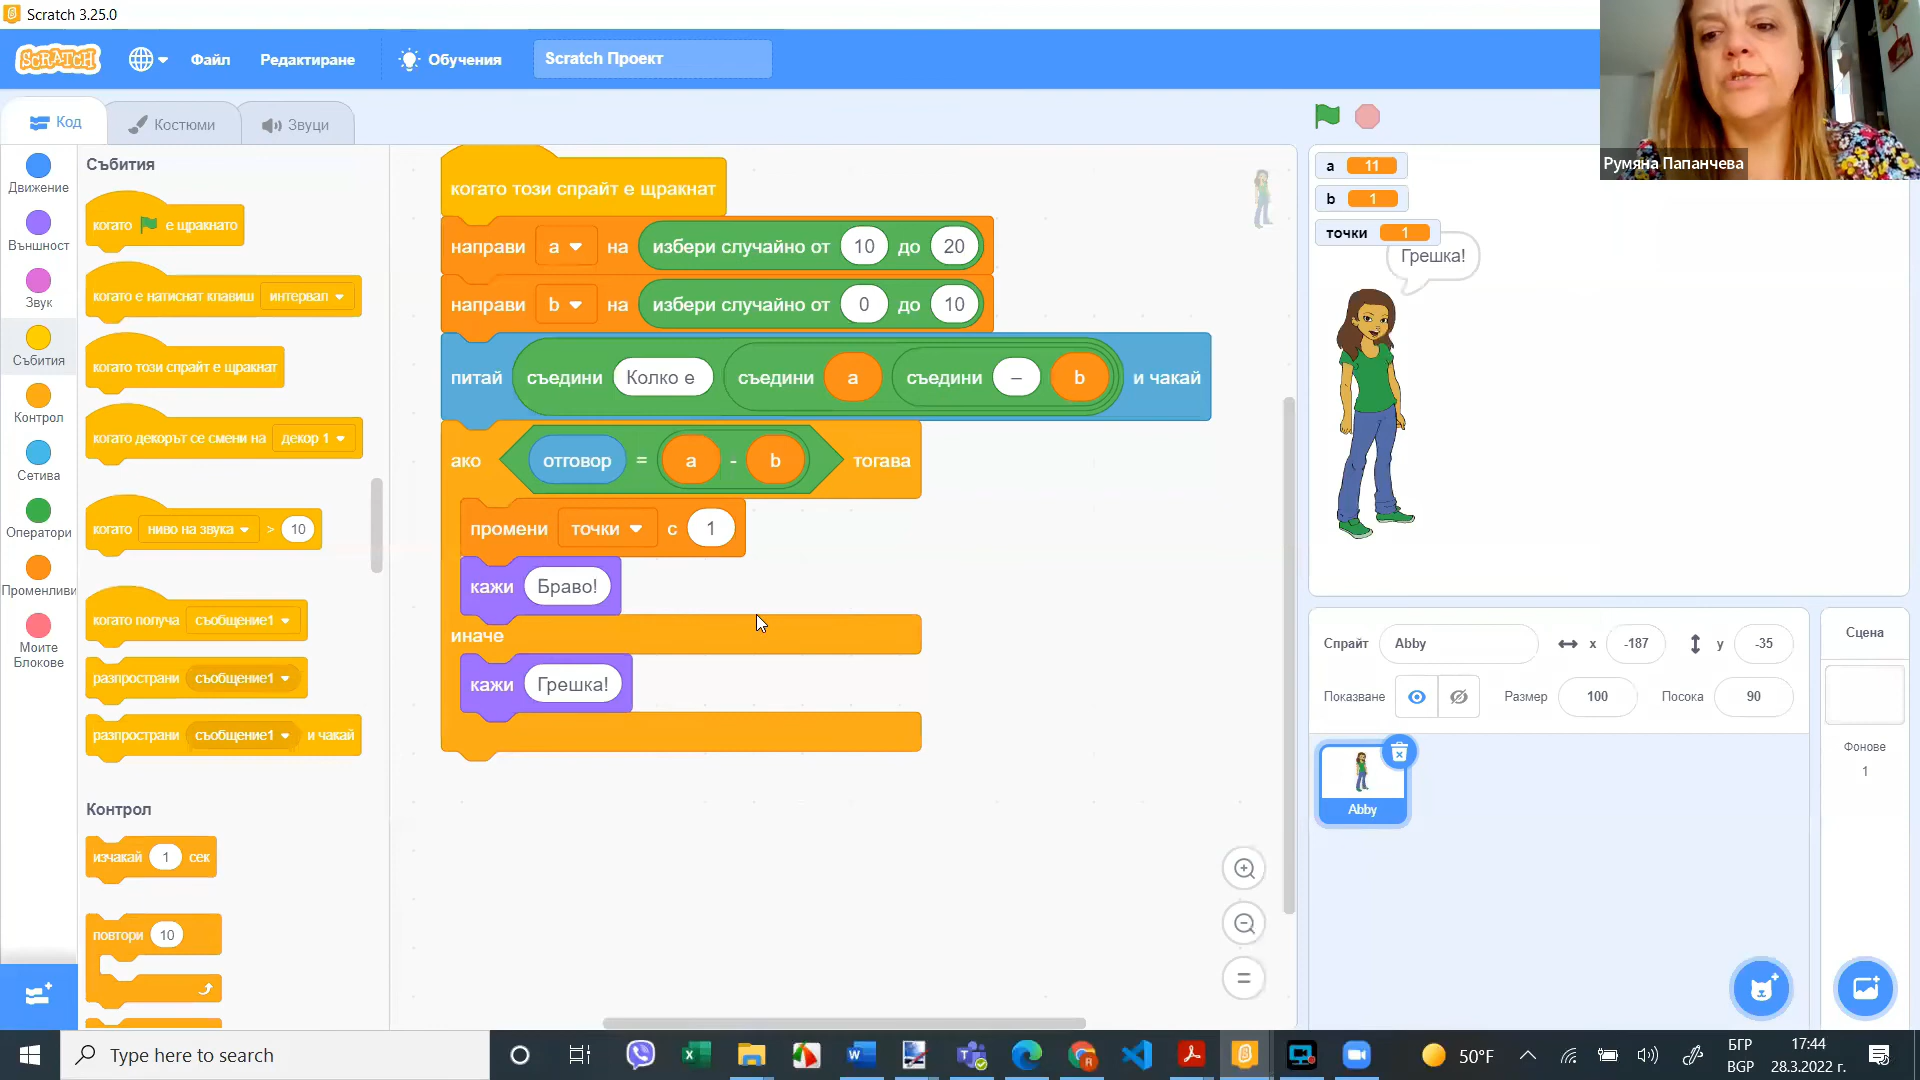 Scratch 3.25.0
SCRATCH
Файл
Редактиране
Обучения
Scratch Проект
Румяна Папанчева
Код
Костюми
Звуци
Движение
Външност
Звук
Събития
Контрол
Сетива
Оператори
Променливи
Моите Блокове
Събития
когато е щракнато
когато е натиснат клавиш интервал
когато този спрайт е щракнат
когато декорът се смени на декор 1
когато ниво на звука > 10
когато получа съобщение1
разпространи съобщение1
разпространи съобщение1 и чакай
Контрол
изчакай 1 сек
повтори 10
когато този спрайт е щракнат
направи a на избери случайно от 10 до 20
направи b на избери случайно от 0 до 10
питай съедини Колко е съедини a съедини – b и чакай
ако отговор = a - b тогава
промени точки с 1
кажи Браво!
иначе
кажи Грешка!
a 11
b 1
точки 1
Грешка!
Спрайт Abby x -187 y -35
Показване Размер 100 Посока 90
Abby
Сцена
Фонове
1
Type here to search
50°F
БГР
BGP
17:44
28.3.2022 г.